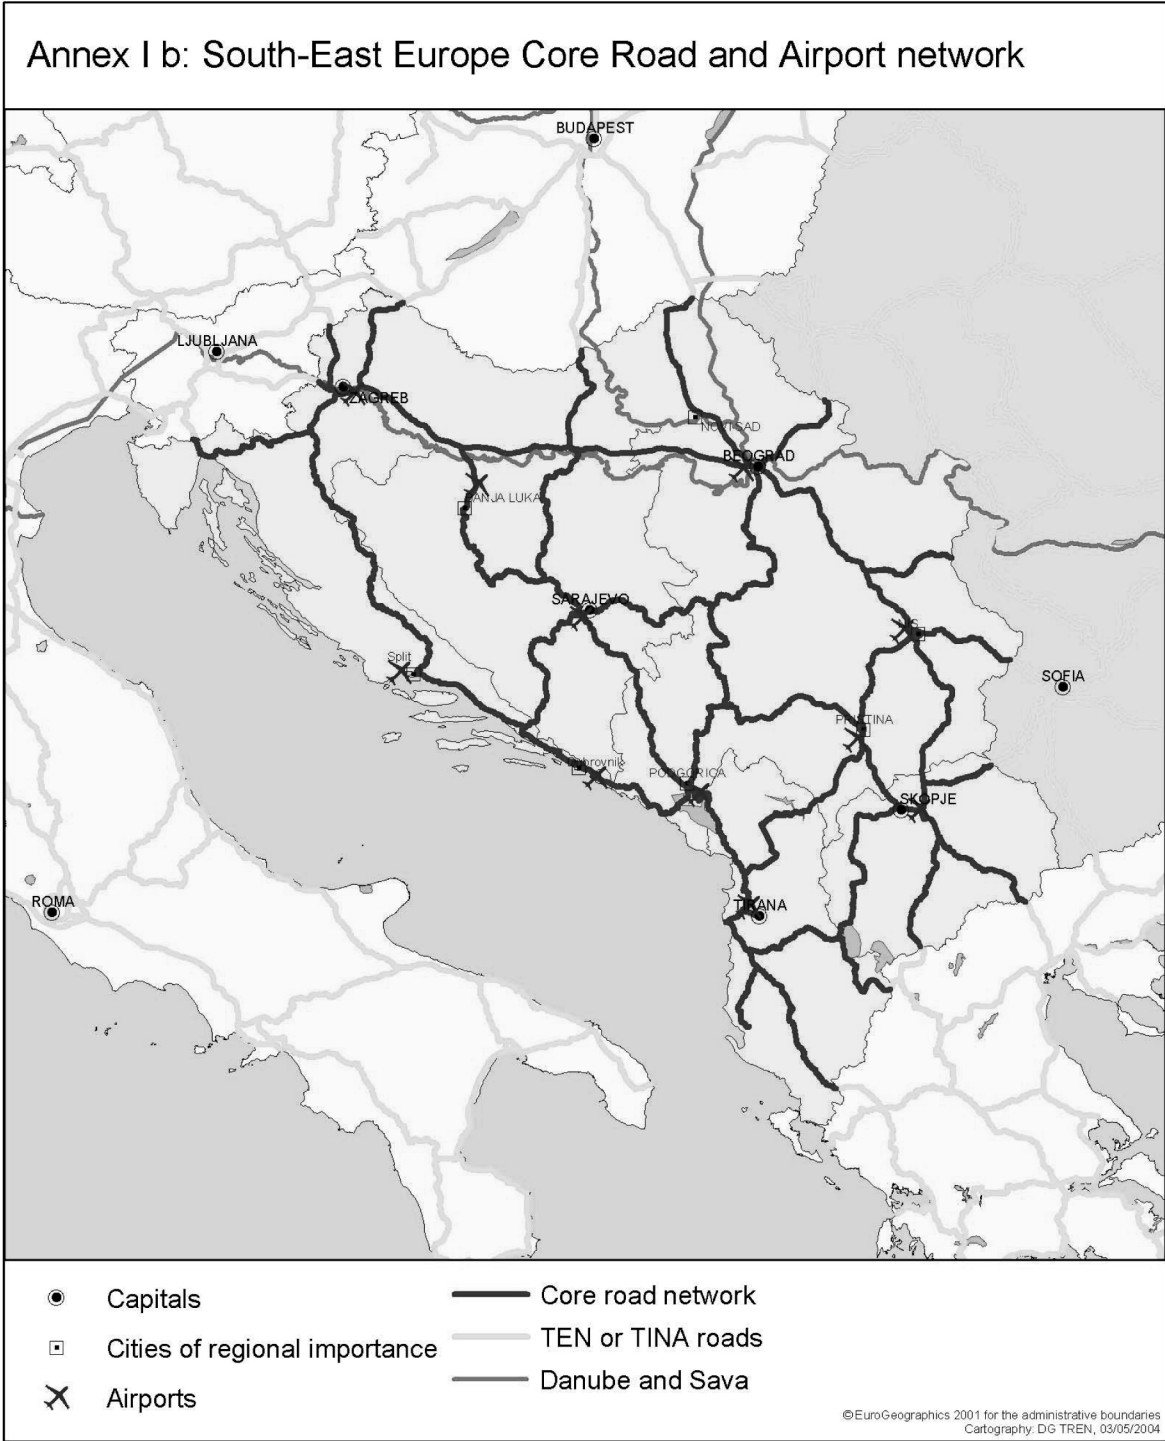 Annex I b: South-East Europe Core Road and Airport network
BUDAPEST
LJUBLJANA
ZAGREB
NOVI SAD
BEOGRAD
SARAJEVO
Split
SOFIA
PRISTINA
Dubrovnik
PODGORICA
SKOPJE
ROMA
TIRANA
Capitals
Cities of regional importance
Airports
Core road network
TEN or TINA roads
Danube and Sava
©EuroGeographics 2001 for the administrative boundaries
Cartography: DG TREN, 03/05/2004